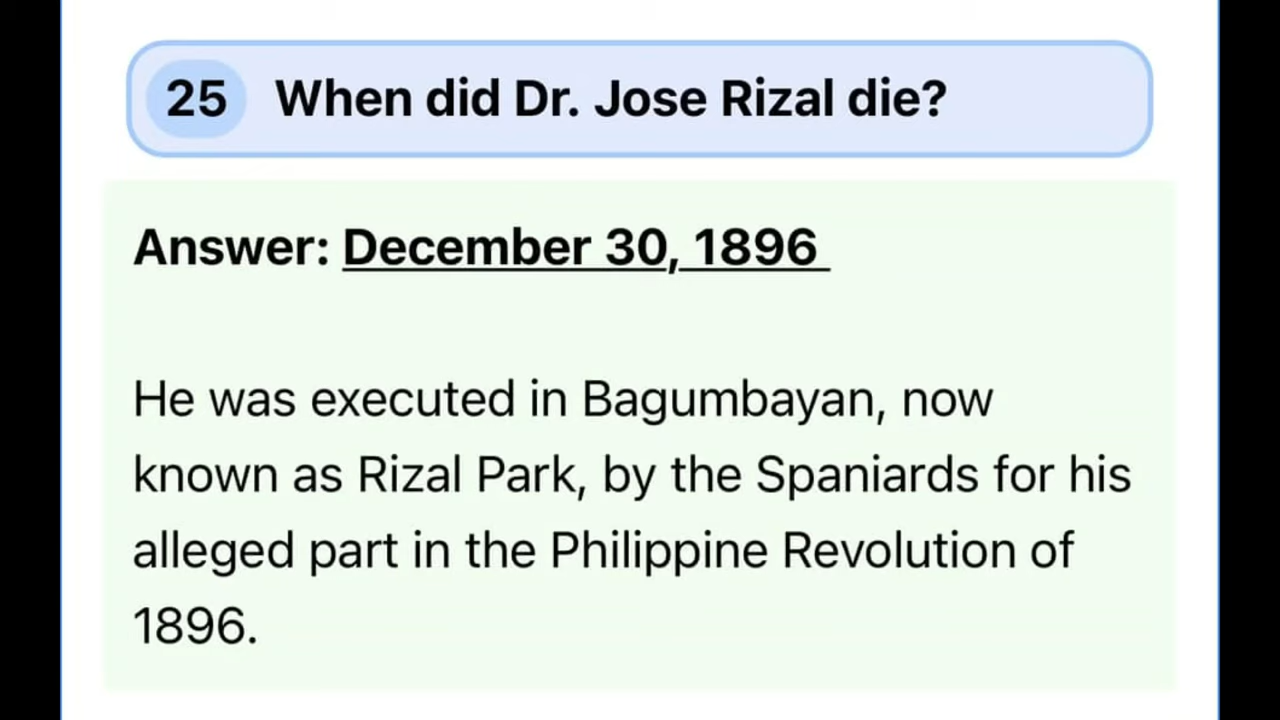 25 When did Dr. Jose Rizal die?
Answer: December 30, 1896
He was executed in Bagumbayan, now
known as Rizal Park, by the Spaniards for his
alleged part in the Philippine Revolution of
1896.